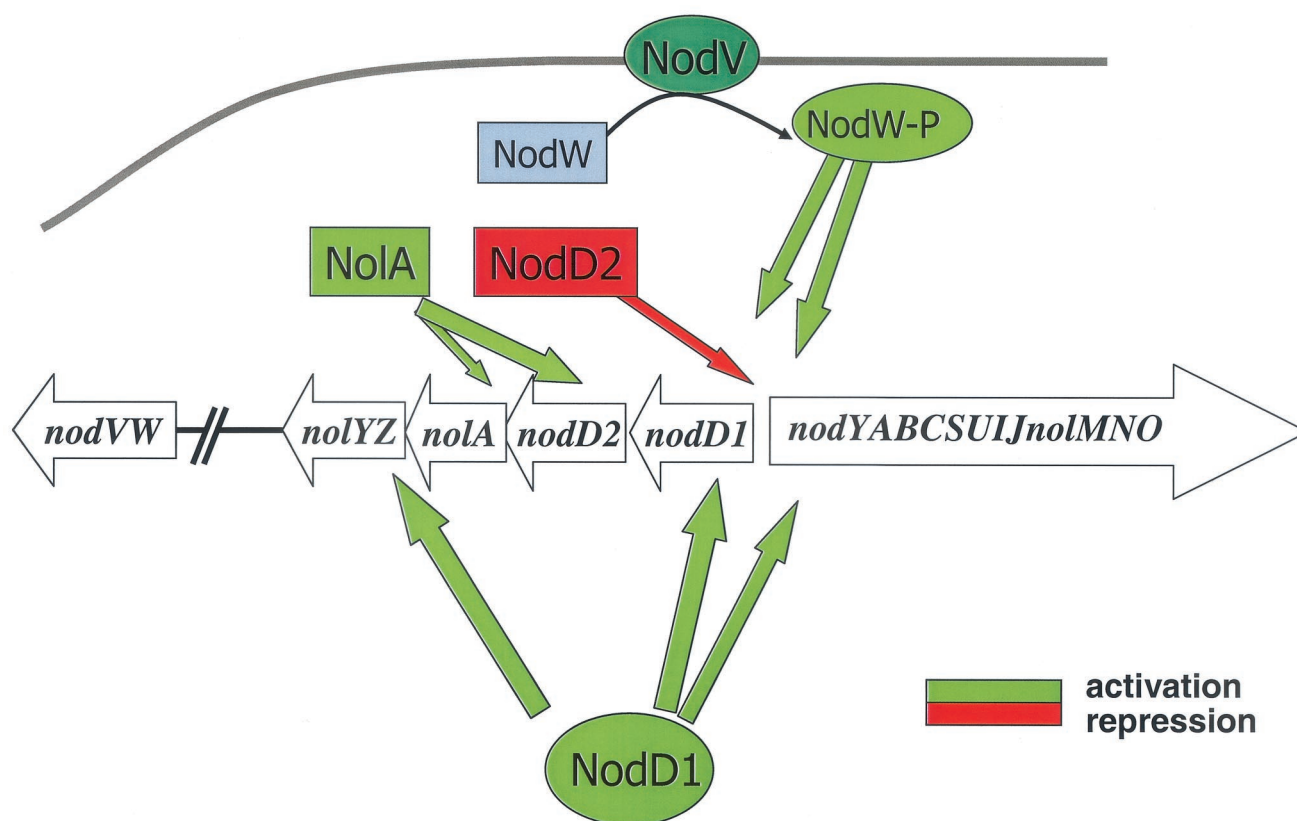 NodV
NodW-P
NodW
NolA
NodD2
nodVW
nolYZ
nolA
nodD2
nodD1
nodYABCSUIJnolMNO
activation
repression
NodD1